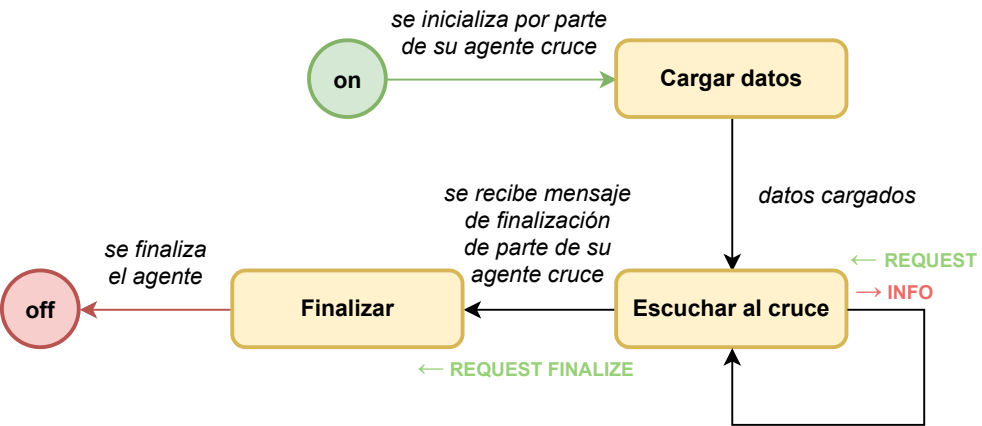 se inicializa por parte
de su agente cruce
on
Cargar datos
datos cargados
se recibe mensaje
de finalización
de parte de su
agente cruce
se finaliza
el agente
← REQUEST
→ INFO
off
Finalizar
Escuchar al cruce
← REQUEST FINALIZE